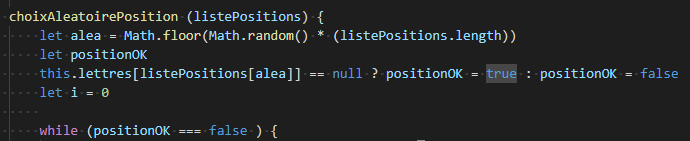 choixAleatoirePosition (listePositions) {
let alea = Math.floor(Math.random() * (listePositions.length))
let positionOK
this.lettres[listePositions[alea]] == null ? positionOK = true : positionOK = false
let i = 0
while (positionOK === false ) {